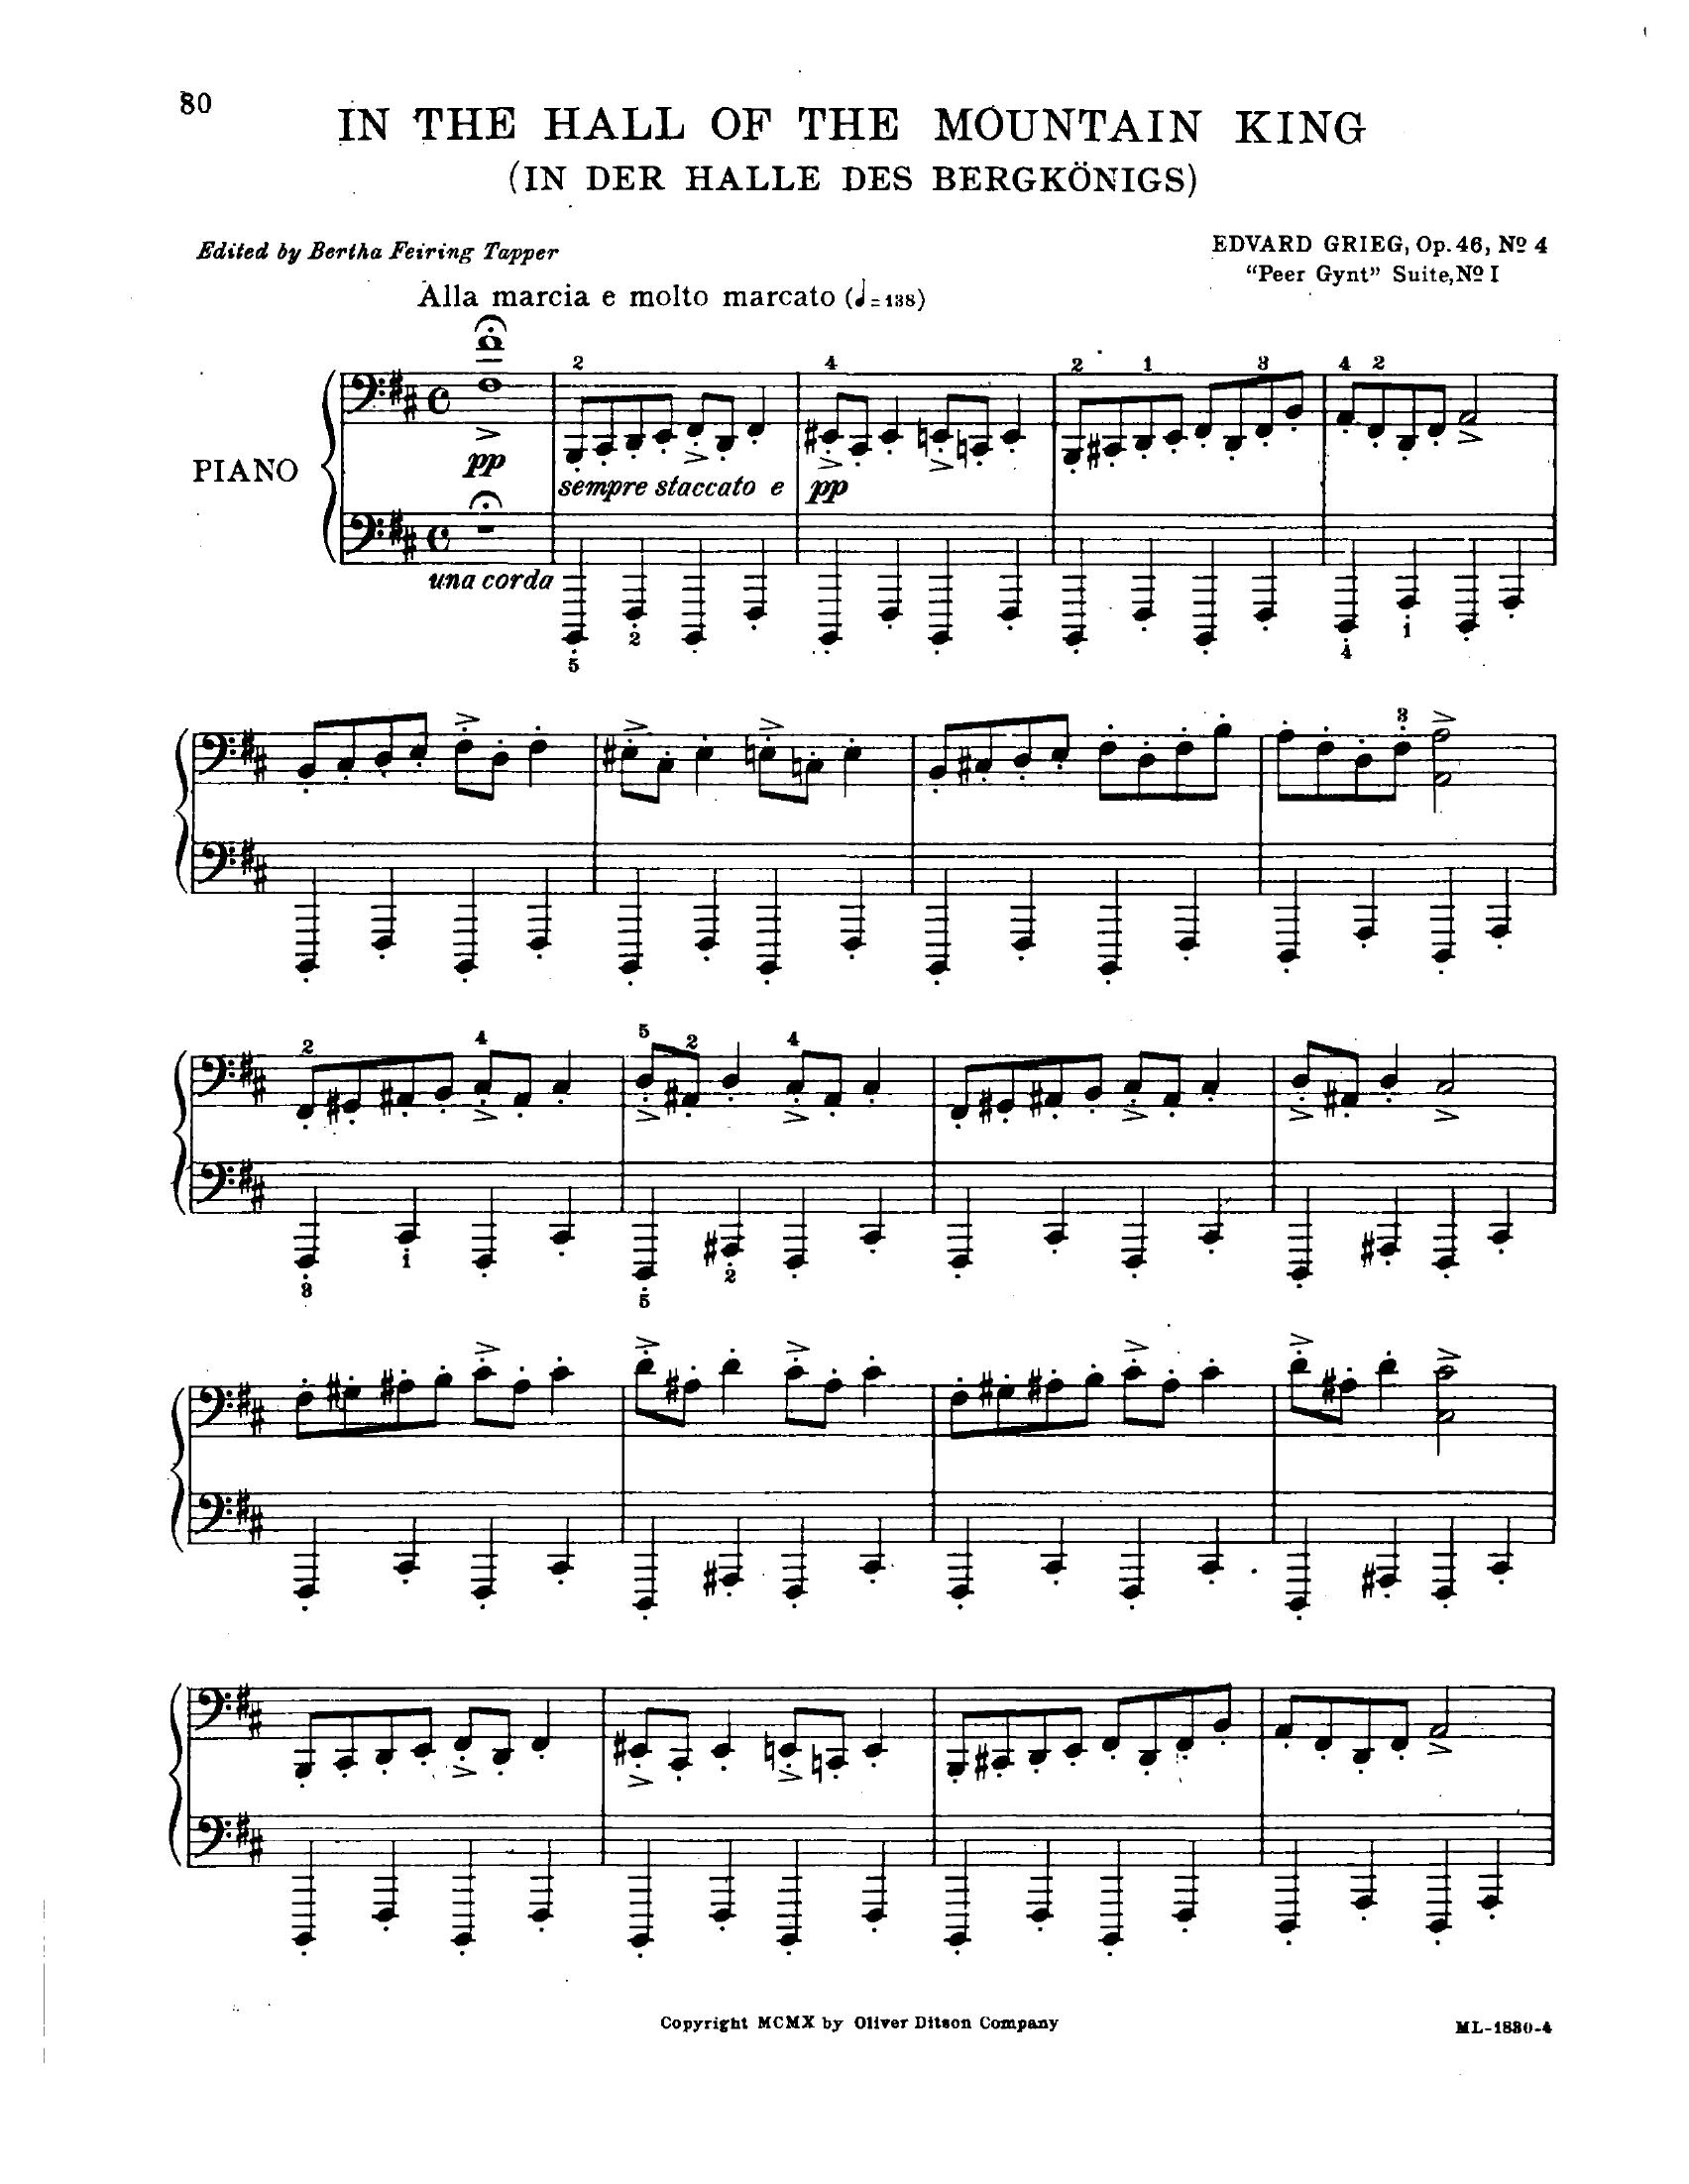 80
IN THE HALL OF THE MOUNTAIN KING
(IN DER HALLE DES BERGKÖNIGS)
Edited by Bertha Feiring Tapper
EDVARD GRIEG, Op. 46, Nº 4
"Peer Gynt" Suite, Nº I
Alla marcia e molto marcato (♩=138)
2 4 2 1 3 4 2
PIANO
pp
sempre staccato e pp
una corda
5 2 4 1
3
2 4 5 2 4
3 1 5 2
Copyright MCMX by Oliver Ditson Company
ML-1830-4